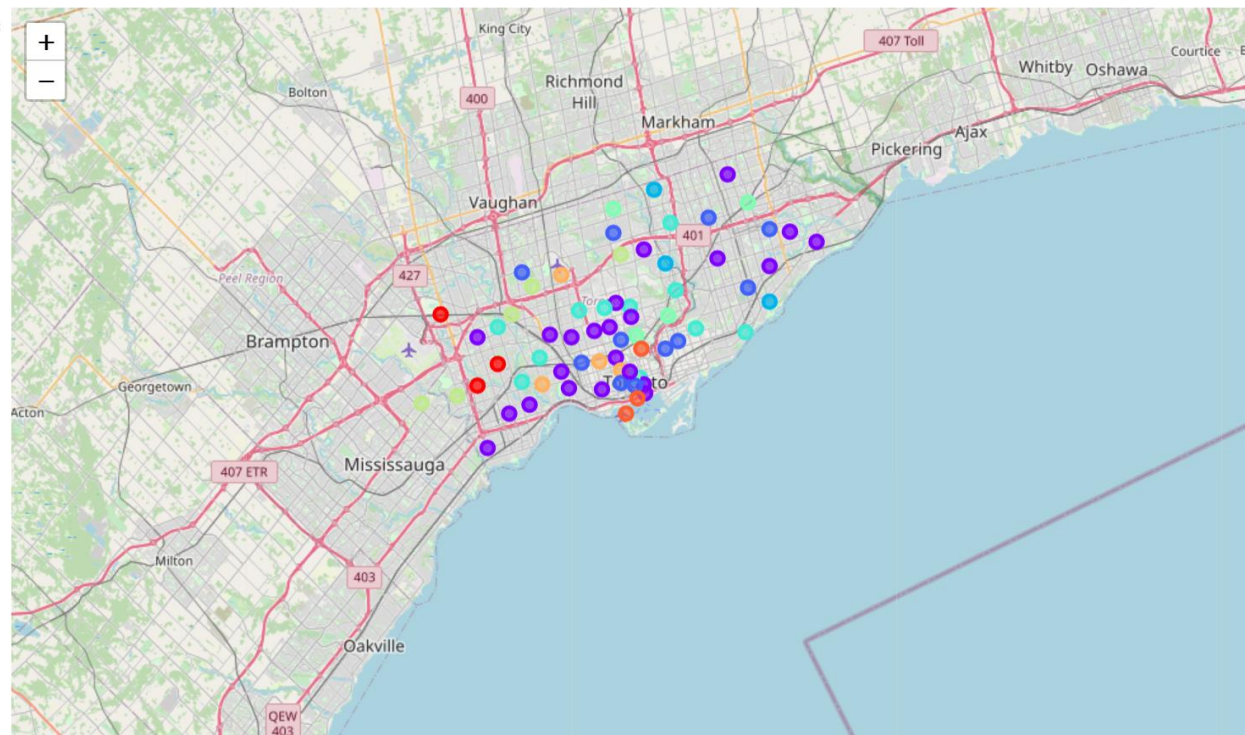 +
−
King City
407 Toll
Courtice
Whitby
Oshawa
Richmond
Hill
Bolton
400
Markham
Ajax
Pickering
Vaughan
401
427
Peel Region
Brampton
Georgetown
Acton
Mississauga
407 ETR
Milton
403
Oakville
QEW
403